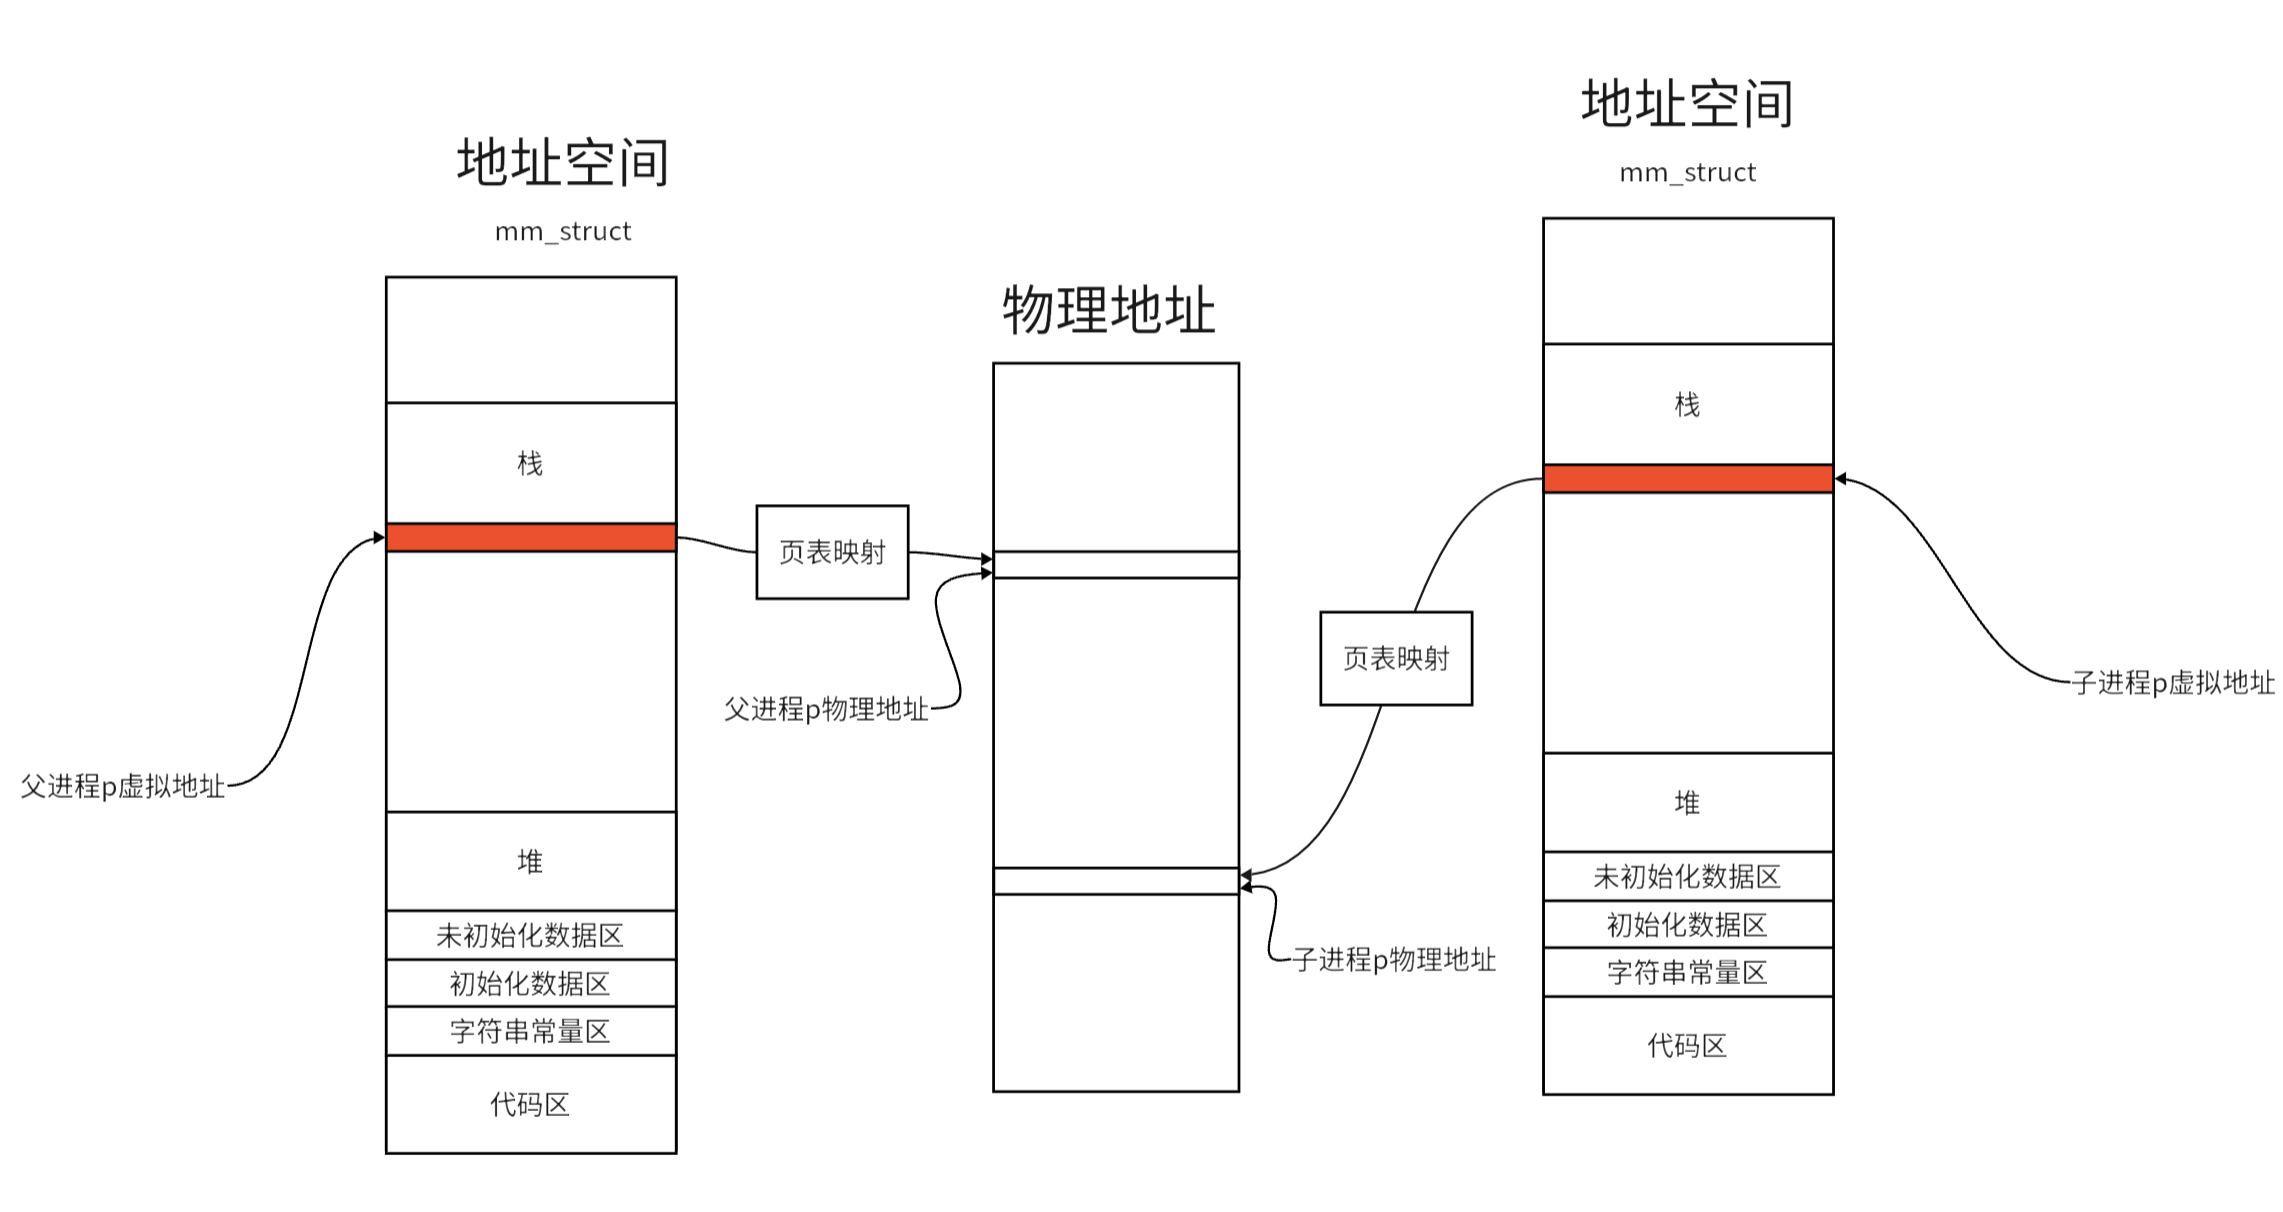 地址空间
mm_struct
栈
堆
未初始化数据区
初始化数据区
字符串常量区
代码区
父进程p虚拟地址
页表映射
父进程p物理地址
物理地址
页表映射
子进程p物理地址
地址空间
mm_struct
栈
堆
未初始化数据区
初始化数据区
字符串常量区
代码区
子进程p虚拟地址